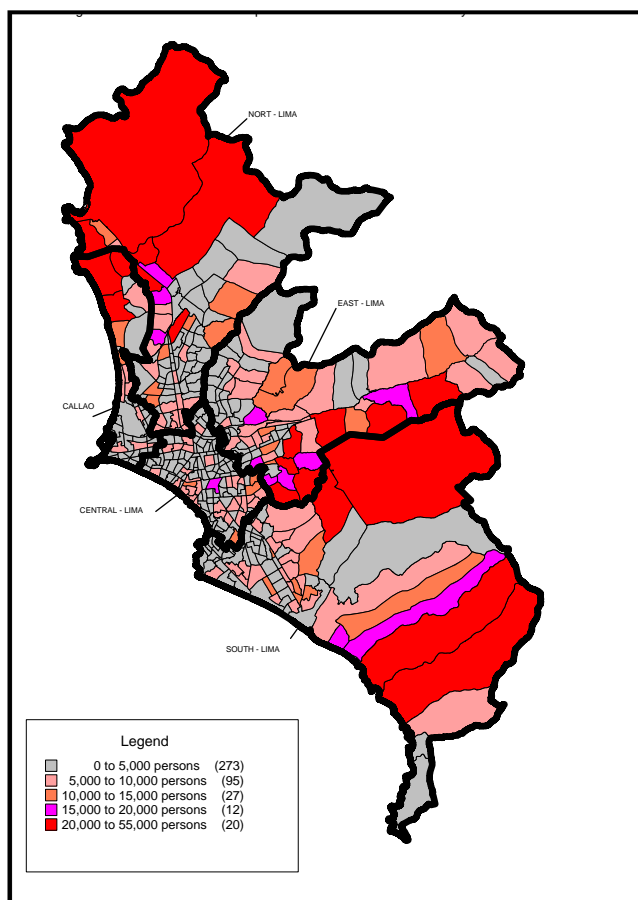 NORT - LIMA
EAST - LIMA
CALLAO
CENTRAL - LIMA
SOUTH - LIMA
Legend
0 to 5,000 persons (273)
5,000 to 10,000 persons (95)
10,000 to 15,000 persons (27)
15,000 to 20,000 persons (12)
20,000 to 55,000 persons (20)